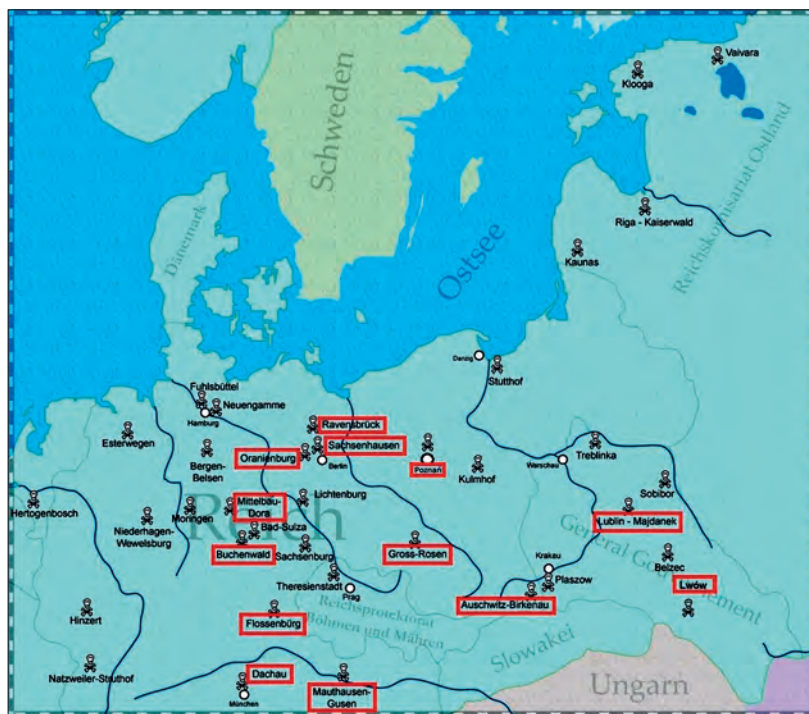 Schweden
Vaivara
Klooga
Reichskomisariat Ostland
Dänemark
Riga - Kaiserwald
Ostsee
Kaunas
Danzig
Stutthof
Fuhlsbüttel
Neuengamme
Hamburg
Ravensbrück
Esterwegen
Sachsenhausen
Oranienburg
Berlin
Bergen-
Belsen
Poznań
Kulmhof
Warschau
Treblinka
Sobibor
Hertogenbosch
Niederhagen-
Wewelsburg
Moringen
Mittelbau-
Dora
Lichtenburg
Reich
Bad-Sulza
Buchenwald
Sachsenburg
Gross-Rosen
Lublin - Majdanek
General Gouvernement
Belzec
Lwów
Theresienstadt
Prag
Krakau
Plaszow
Auschwitz-Birkenau
Hinzert
Flossenbürg
Reichsprotektorat
Böhmen und Mähren
Slowakei
Natzweiler-Struthof
Dachau
München
Mauthausen-
Gusen
Ungarn